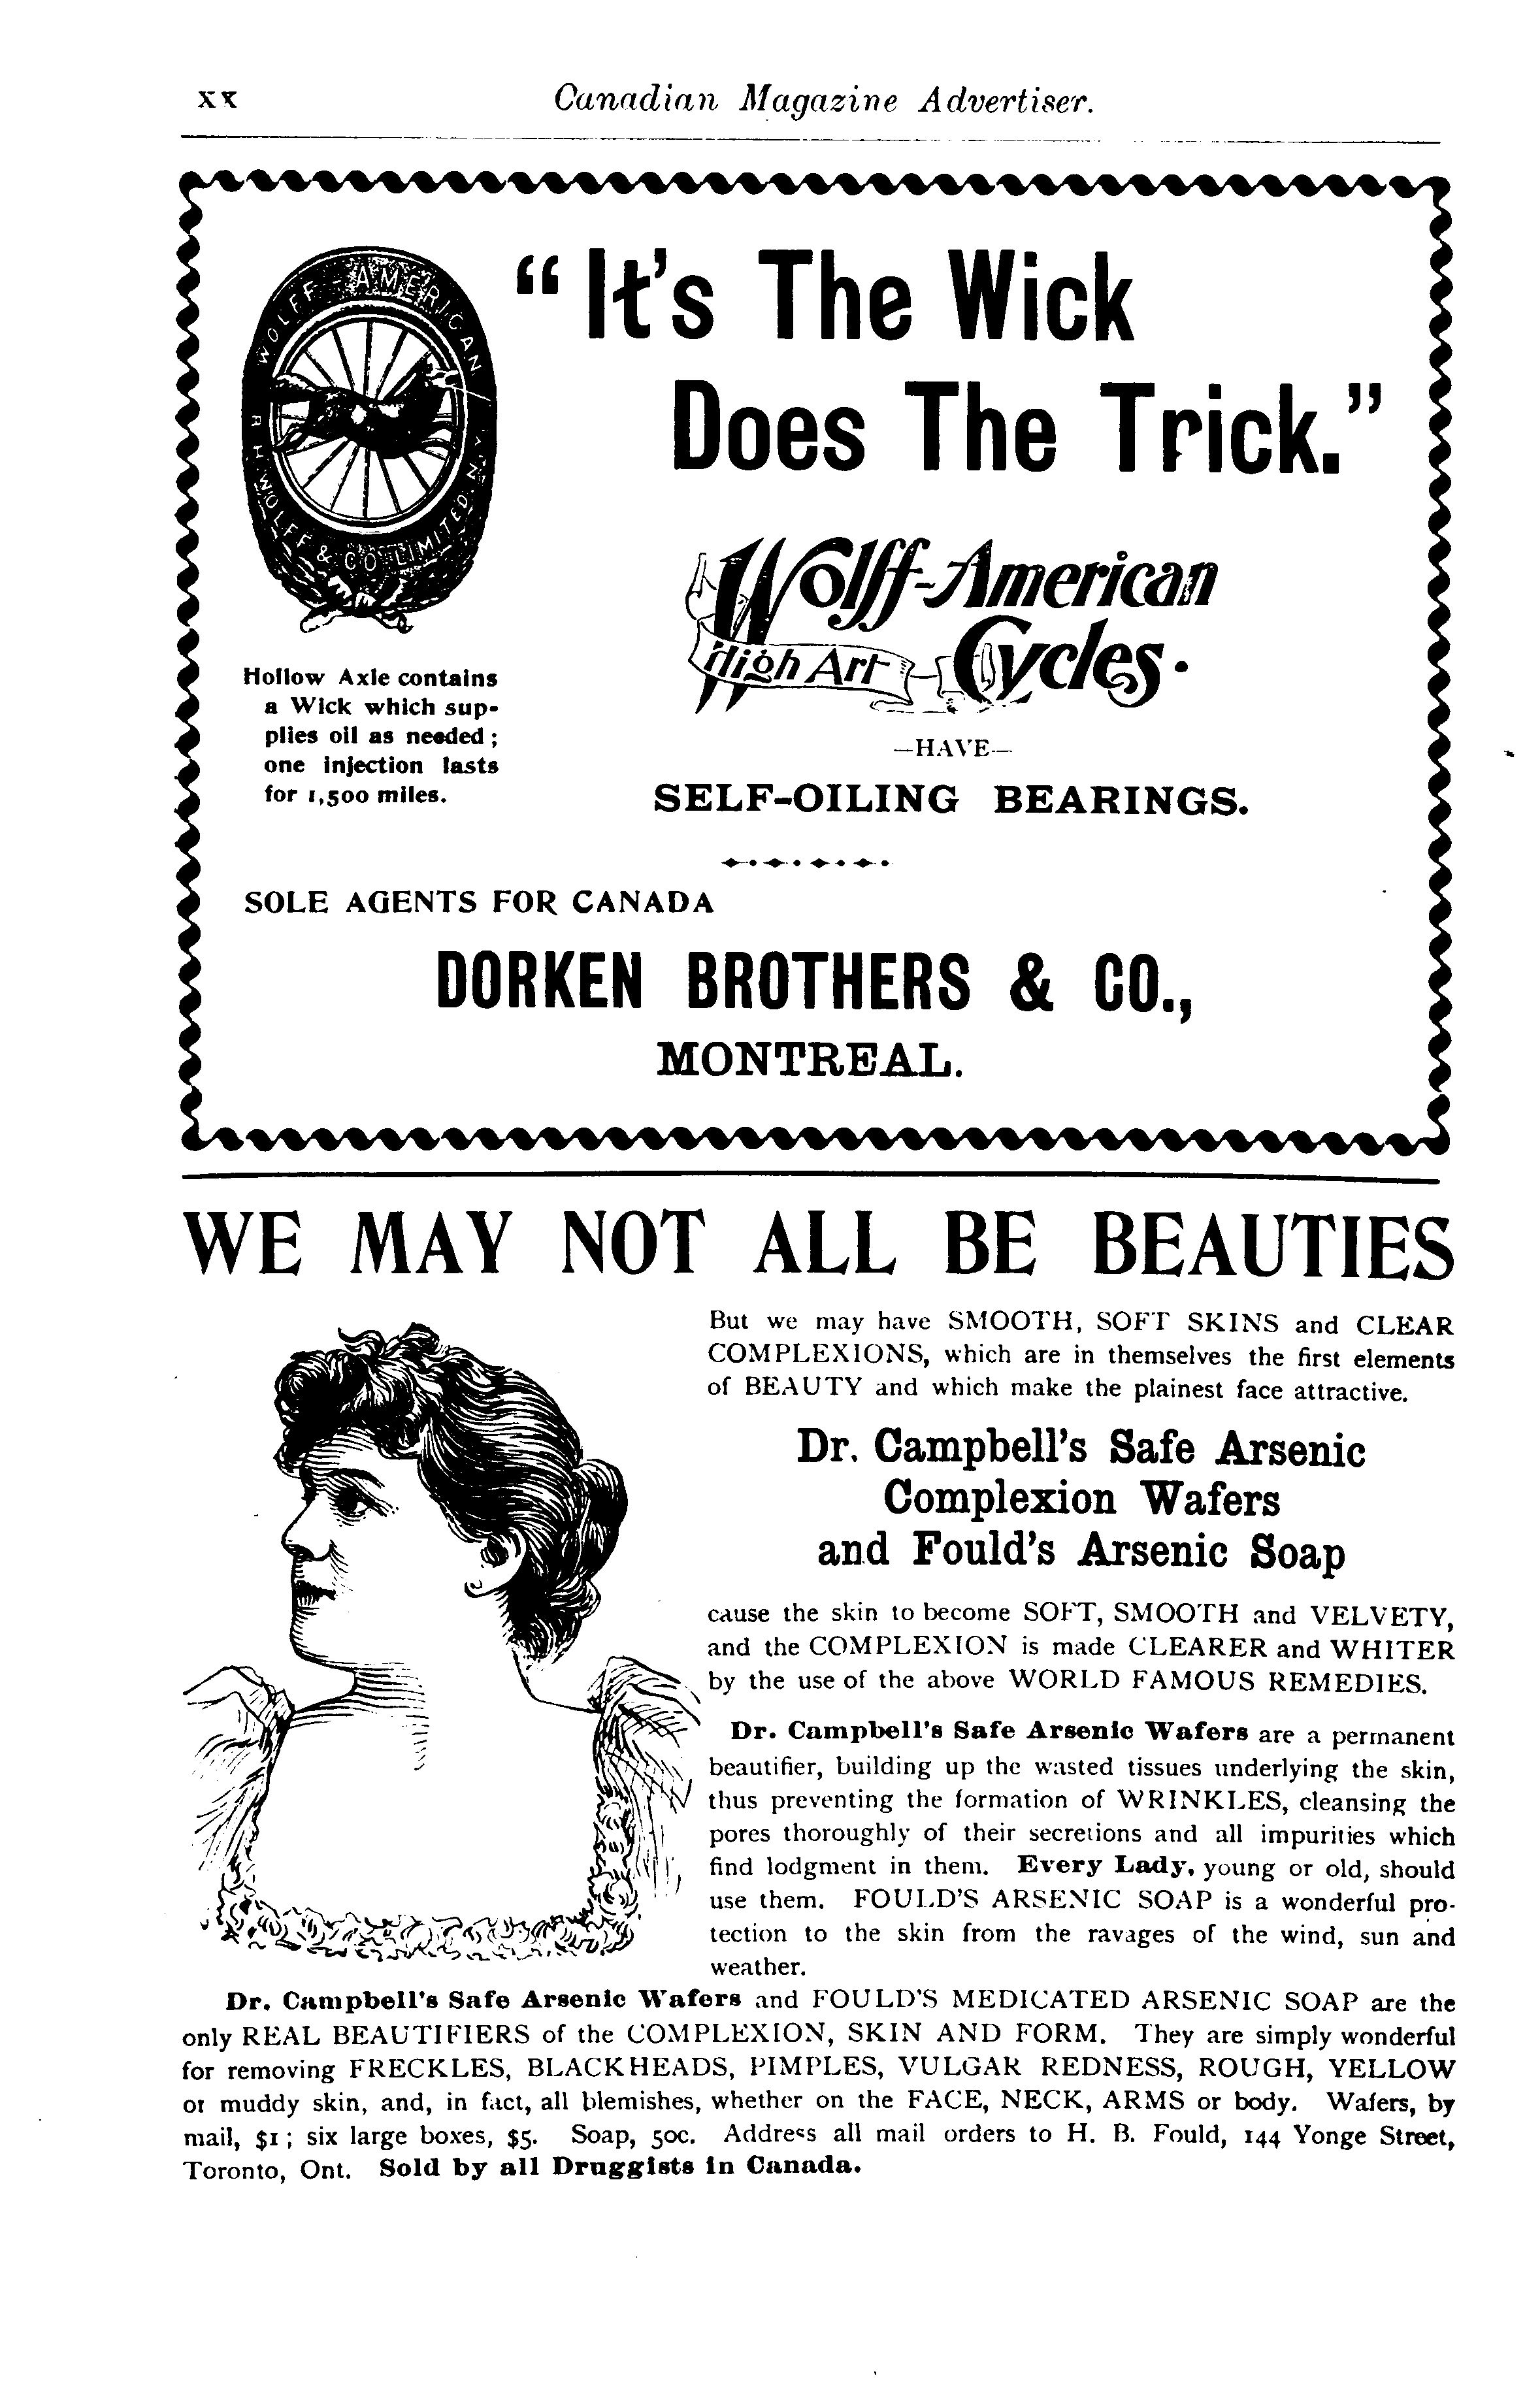 xx
Canadian Magazine Advertiser.
WOLFF-AMERICAN
R H WOLFF & CO LIMITED N.Y.
"It's The Wick
Does The Trick."
Wolff-American
High Art Cycles.
Hollow Axle contains
a Wick which sup-
plies oil as needed;
one injection lasts
for 1,500 miles.
—HAVE—
SELF-OILING BEARINGS.
SOLE AGENTS FOR CANADA
DORKEN BROTHERS & CO.,
MONTREAL.
WE MAY NOT ALL BE BEAUTIES
But we may have SMOOTH, SOFT SKINS and CLEAR
COMPLEXIONS, which are in themselves the first elements
of BEAUTY and which make the plainest face attractive.
Dr. Campbell's Safe Arsenic
Complexion Wafers
and Fould's Arsenic Soap
cause the skin to become SOFT, SMOOTH and VELVETY,
and the COMPLEXION is made CLEARER and WHITER
by the use of the above WORLD FAMOUS REMEDIES.
Dr. Campbell's Safe Arsenic Wafers are a permanent
beautifier, building up the wasted tissues underlying the skin,
thus preventing the formation of WRINKLES, cleansing the
pores thoroughly of their secretions and all impurities which
find lodgment in them. Every Lady, young or old, should
use them. FOULD'S ARSENIC SOAP is a wonderful pro-
tection to the skin from the ravages of the wind, sun and
weather.
Dr. Campbell's Safe Arsenic Wafers and FOULD'S MEDICATED ARSENIC SOAP are the
only REAL BEAUTIFIERS of the COMPLEXION, SKIN AND FORM. They are simply wonderful
for removing FRECKLES, BLACKHEADS, PIMPLES, VULGAR REDNESS, ROUGH, YELLOW
or muddy skin, and, in fact, all blemishes, whether on the FACE, NECK, ARMS or body. Wafers, by
mail, $1; six large boxes, $5. Soap, 50c. Address all mail orders to H. B. Fould, 144 Yonge Street,
Toronto, Ont. Sold by all Druggists in Canada.